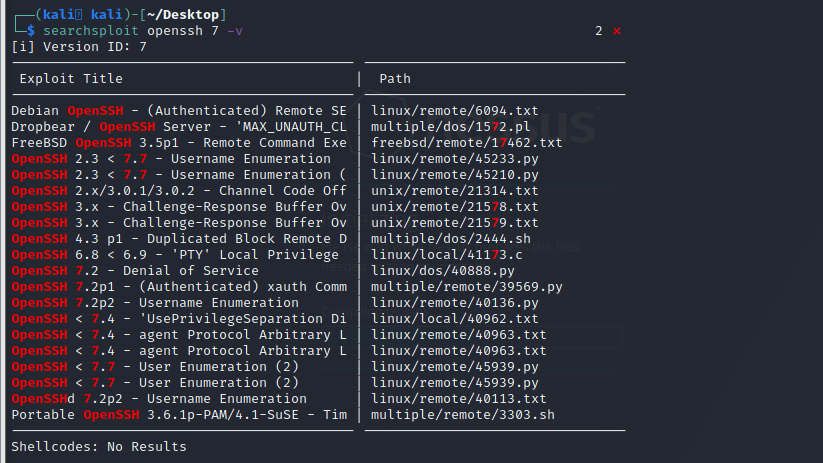 ┌──(kali㉿ kali)-[~/Desktop]
└─$ searchsploit openssh 7 -v 2 ✕
[i] Version ID: 7
Exploit Title | Path
Debian OpenSSH - (Authenticated) Remote SE | linux/remote/6094.txt
Dropbear / OpenSSH Server - 'MAX_UNAUTH_CL | multiple/dos/1572.pl
FreeBSD OpenSSH 3.5p1 - Remote Command Exe | freebsd/remote/17462.txt
OpenSSH 2.3 < 7.7 - Username Enumeration | linux/remote/45233.py
OpenSSH 2.3 < 7.7 - Username Enumeration ( | linux/remote/45210.py
OpenSSH 2.x/3.0.1/3.0.2 - Channel Code Off | unix/remote/21314.txt
OpenSSH 3.x - Challenge-Response Buffer Ov | unix/remote/21578.txt
OpenSSH 3.x - Challenge-Response Buffer Ov | unix/remote/21579.txt
OpenSSH 4.3 p1 - Duplicated Block Remote D | multiple/dos/2444.sh
OpenSSH 6.8 < 6.9 - 'PTY' Local Privilege | linux/local/41173.c
OpenSSH 7.2 - Denial of Service | linux/dos/40888.py
OpenSSH 7.2p1 - (Authenticated) xauth Comm | multiple/remote/39569.py
OpenSSH 7.2p2 - Username Enumeration | linux/remote/40136.py
OpenSSH < 7.4 - 'UsePrivilegeSeparation Di | linux/local/40962.txt
OpenSSH < 7.4 - agent Protocol Arbitrary L | linux/remote/40963.txt
OpenSSH < 7.4 - agent Protocol Arbitrary L | linux/remote/40963.txt
OpenSSH < 7.7 - User Enumeration (2) | linux/remote/45939.py
OpenSSH < 7.7 - User Enumeration (2) | linux/remote/45939.py
OpenSSHd 7.2p2 - Username Enumeration | linux/remote/40113.txt
Portable OpenSSH 3.6.1p-PAM/4.1-SuSE - Tim | multiple/remote/3303.sh
Shellcodes: No Results